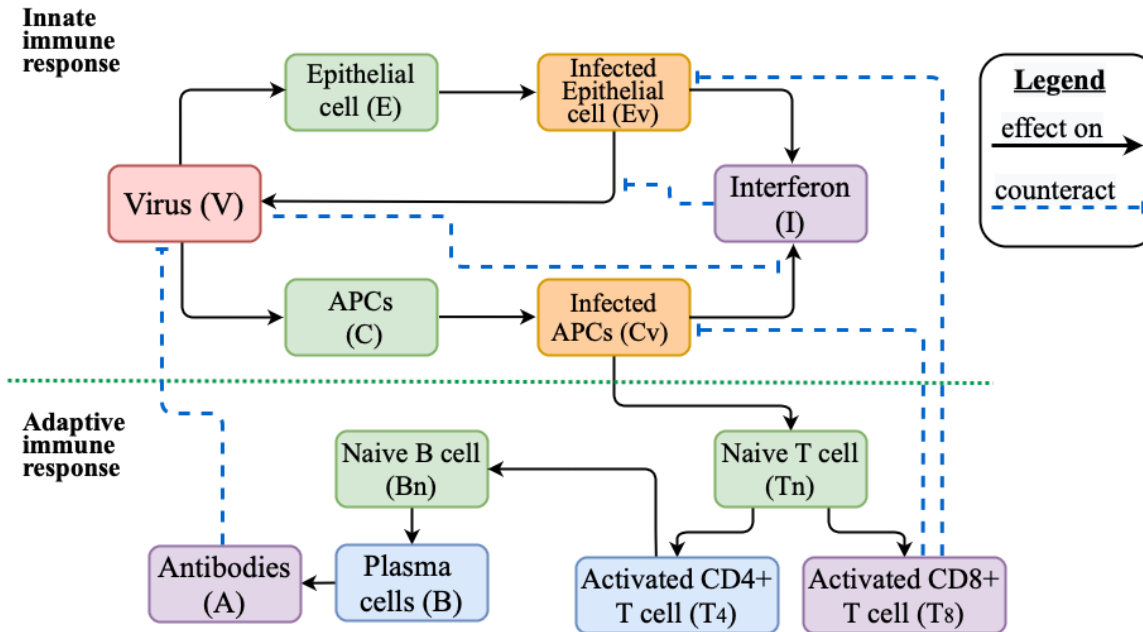 Innate
immune
response
Epithelial
cell (E)
Infected
Epithelial
cell (Ev)
Legend
effect on
counteract
Virus (V)
Interferon
(I)
APCs
(C)
Infected
APCs (Cv)
Adaptive
immune
response
Naive B cell
(Bn)
Naive T cell
(Tn)
Antibodies
(A)
Plasma
cells (B)
Activated CD4+
T cell (T4)
Activated CD8+
T cell (T8)